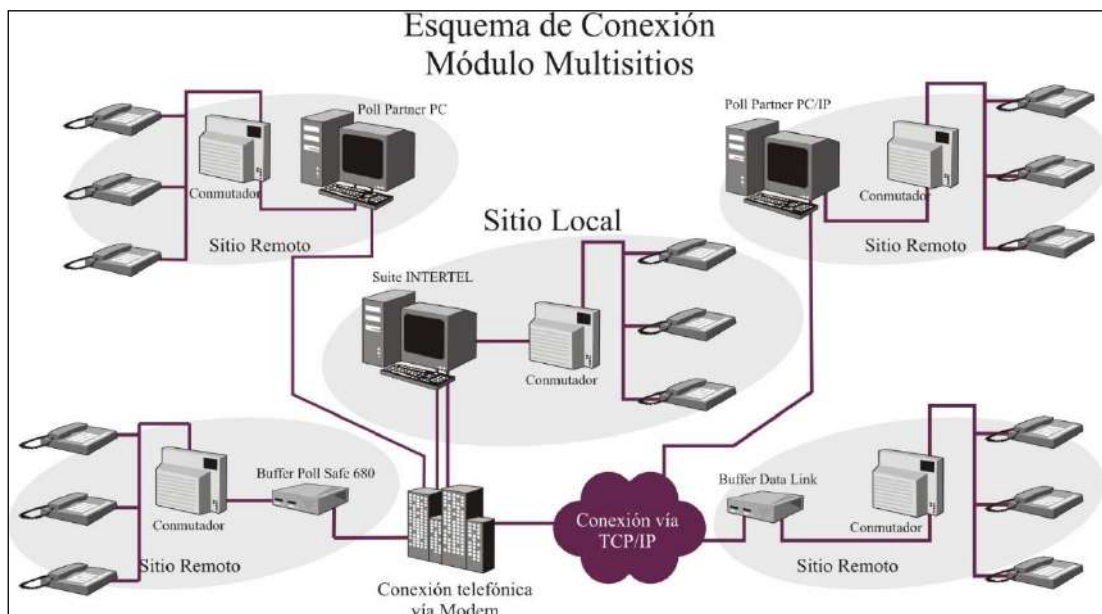 Esquema de Conexión
Módulo Multisitios
Poll Partner PC
Conmutador
Sitio Remoto
Poll Partner PC/IP
Conmutador
Sitio Remoto
Sitio Local
Suite INTERTEL
Conmutador
Buffer Poll Safe 680
Conmutador
Sitio Remoto
Conexión telefónica
vía Modem
Conexión vía
TCP/IP
Buffer Data Link
Conmutador
Sitio Remoto